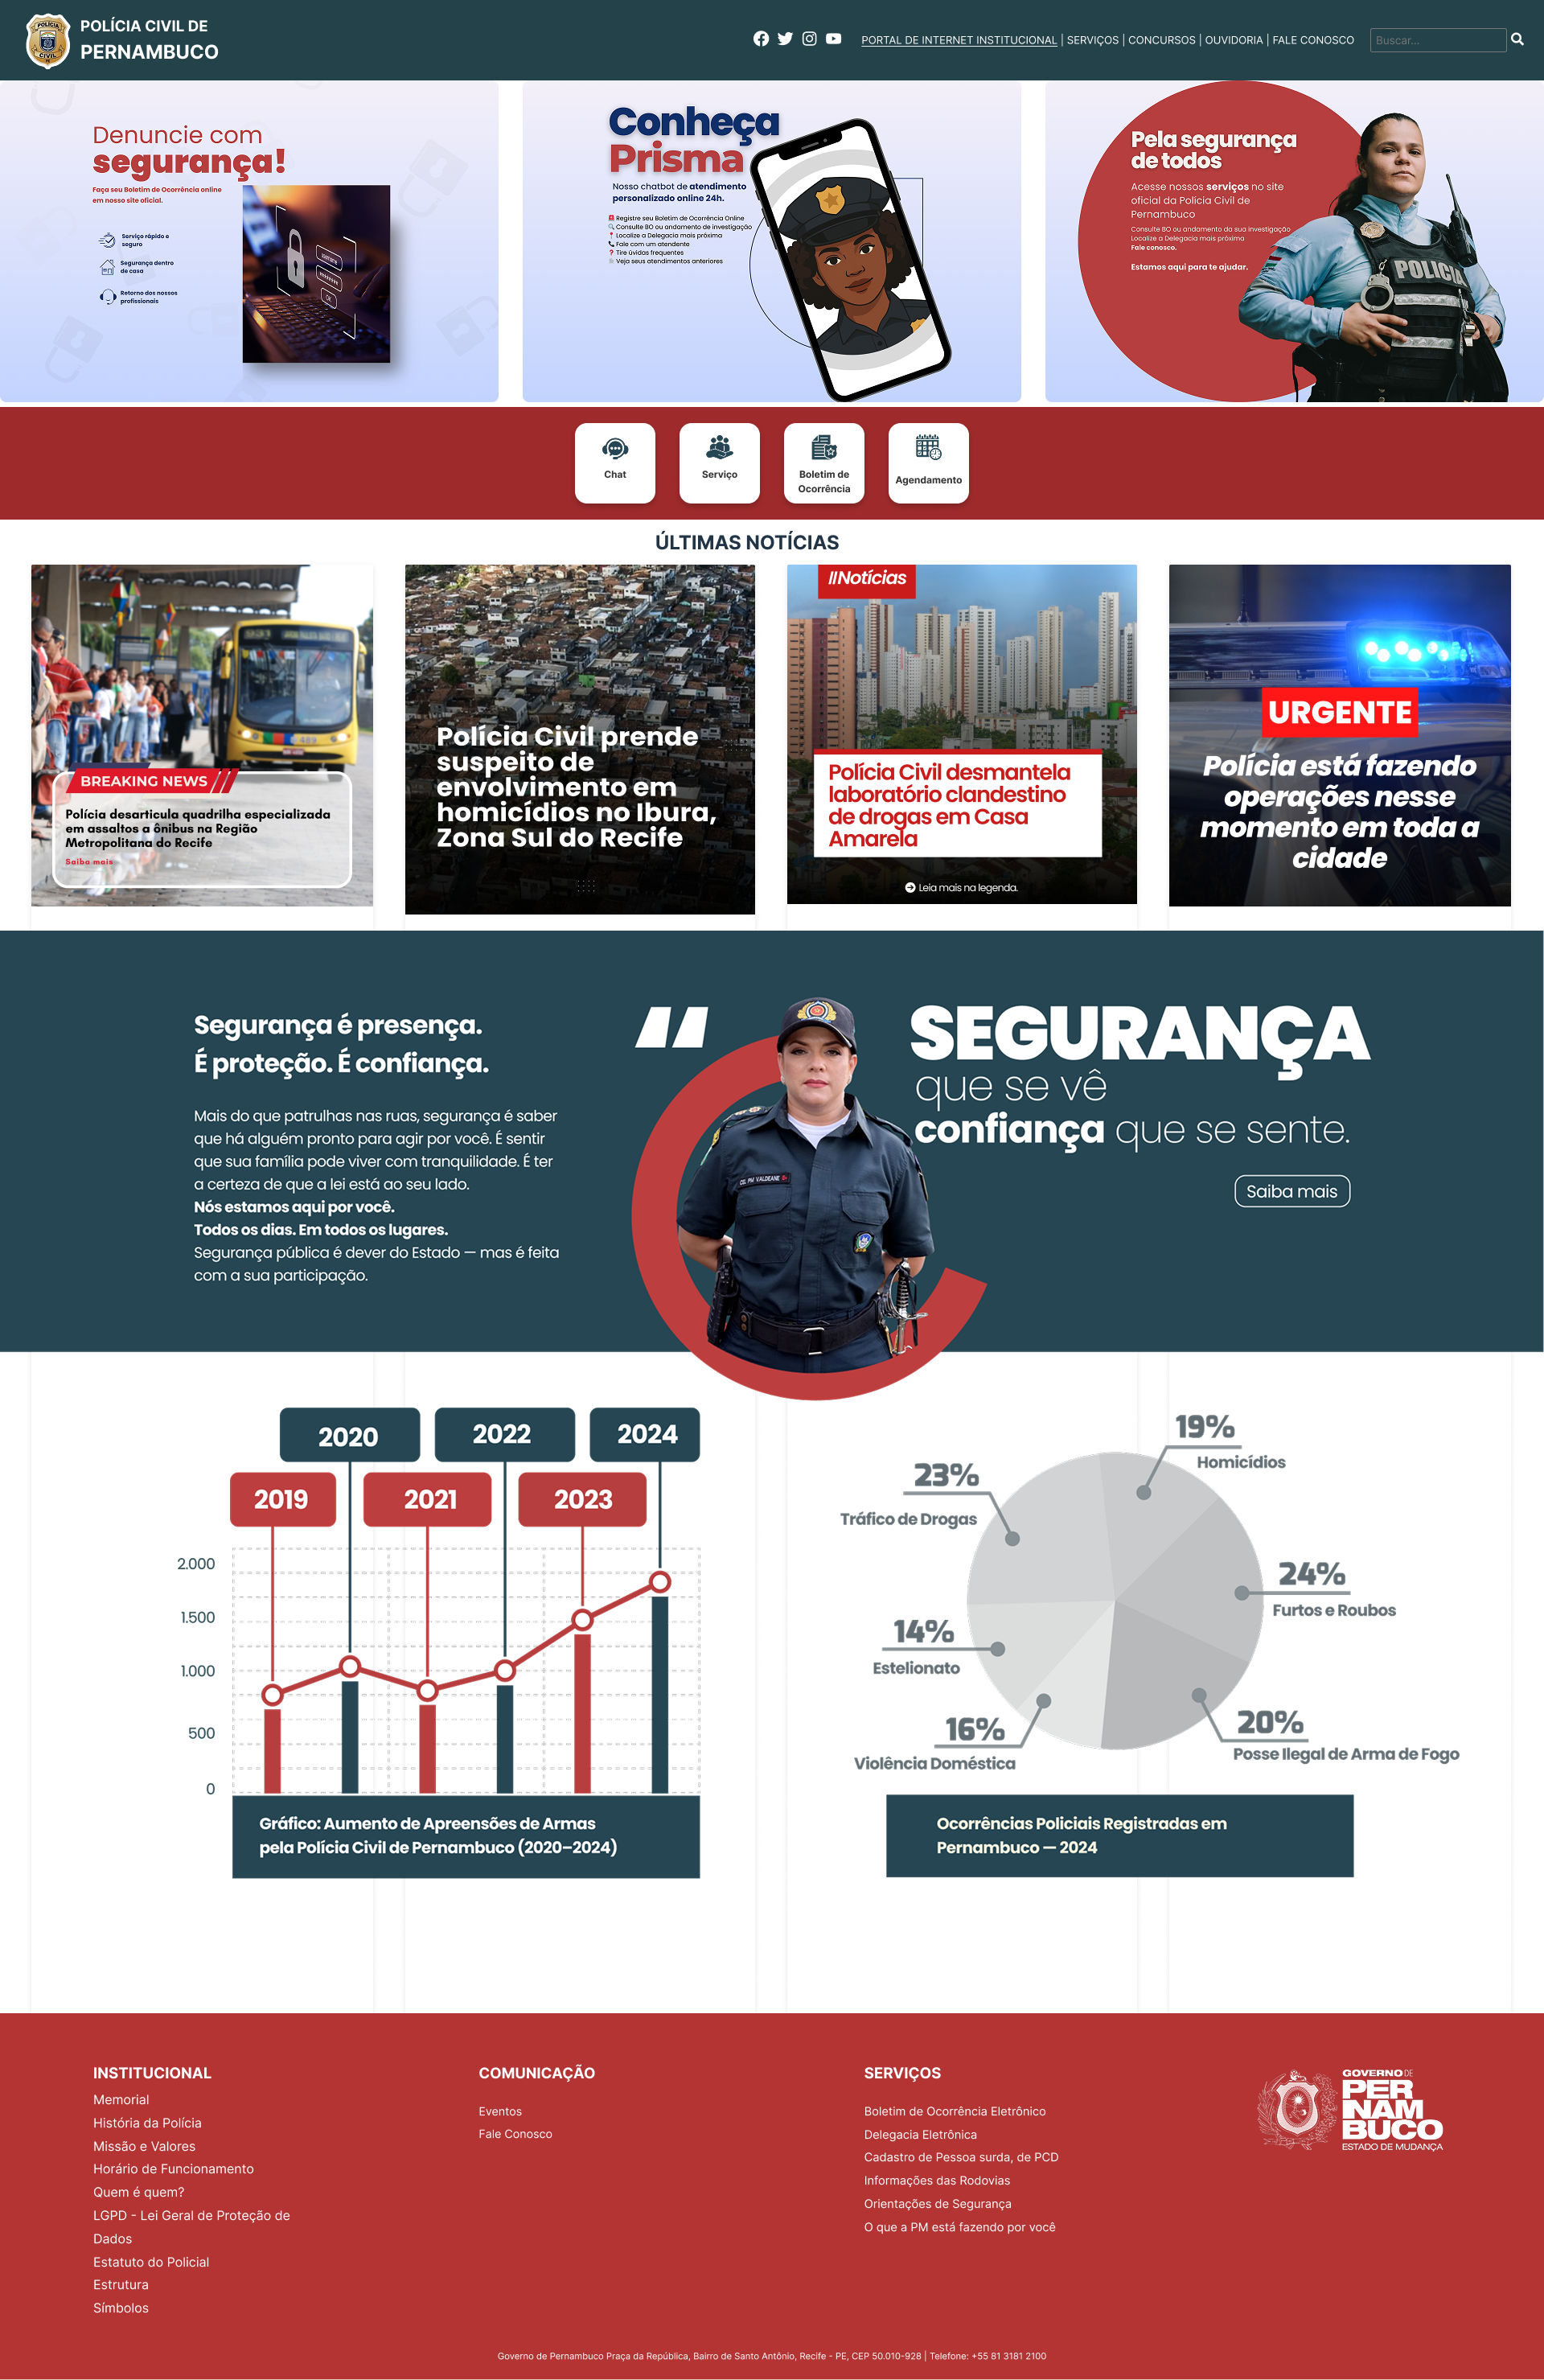 POLÍCIA CIVIL DE
PERNAMBUCO
PORTAL DE INTERNET INSTITUCIONAL | SERVIÇOS | CONCURSOS | OUVIDORIA | FALE CONOSCO
Buscar...
Denuncie com
segurança!
Faça seu Boletim de Ocorrência online
em nosso site oficial.
Serviço rápido e
seguro
Segurança dentro
de casa
Retorno dos nossos
profissionais
OK
Conheça
Prisma
Nosso chatbot de atendimento
personalizado online 24h.
Registre seu Boletim de Ocorrência Online
Consulte BO ou andamento de investigação
Localize a Delegacia mais próxima
Fale com um atendente
Tire úvidas frequentes
Veja seus atendimentos anteriores
Pela segurança
de todos
Acesse nossos serviços no site
oficial da Polícia Civil de
Pernambuco
Consulte BO ou andamento da sua investigação
Localize a Delegacia mais próxima
Fale conosco.
Estamos aqui para te ajudar.
POLICIA
Chat
Serviço
Boletim de
Ocorrência
Agendamento
ÚLTIMAS NOTÍCIAS
BREAKING NEWS
Polícia desarticula quadrilha especializada
em assaltos a ônibus na Região
Metropolitana do Recife
Saiba mais
Polícia Civil prende
suspeito de
envolvimento em
homicídios no Ibura,
Zona Sul do Recife
//Notícias
Polícia Civil desmantela
laboratório clandestino
de drogas em Casa
Amarela
Leia mais na legenda.
URGENTE
Polícia está fazendo
operações nesse
momento em toda a
cidade
Segurança é presença.
É proteção. É confiança.
Mais do que patrulhas nas ruas, segurança é saber
que há alguém pronto para agir por você. É sentir
que sua família pode viver com tranquilidade. É ter
a certeza de que a lei está ao seu lado.
Nós estamos aqui por você.
Todos os dias. Em todos os lugares.
Segurança pública é dever do Estado — mas é feita
com a sua participação.
CEL PM VALDEANE
SEGURANÇA
que se vê
confiança que se sente.
Saiba mais
2020
2022
2024
2019
2021
2023
2.000
1.500
1.000
500
0
Gráfico: Aumento de Apreensões de Armas
pela Polícia Civil de Pernambuco (2020–2024)
19%
Homicídios
23%
Tráfico de Drogas
24%
Furtos e Roubos
14%
Estelionato
16%
Violência Doméstica
20%
Posse Ilegal de Arma de Fogo
Ocorrências Policiais Registradas em
Pernambuco — 2024
INSTITUCIONAL
Memorial
História da Polícia
Missão e Valores
Horário de Funcionamento
Quem é quem?
LGPD - Lei Geral de Proteção de
Dados
Estatuto do Policial
Estrutura
Símbolos
COMUNICAÇÃO
Eventos
Fale Conosco
SERVIÇOS
Boletim de Ocorrência Eletrônico
Delegacia Eletrônica
Cadastro de Pessoa surda, de PCD
Informações das Rodovias
Orientações de Segurança
O que a PM está fazendo por você
GOVERNO DE
PER
NAM
BUCO
ESTADO DE MUDANÇA
Governo de Pernambuco Praça da República, Bairro de Santo Antônio, Recife - PE, CEP 50.010-928 | Telefone: +55 81 3181 2100